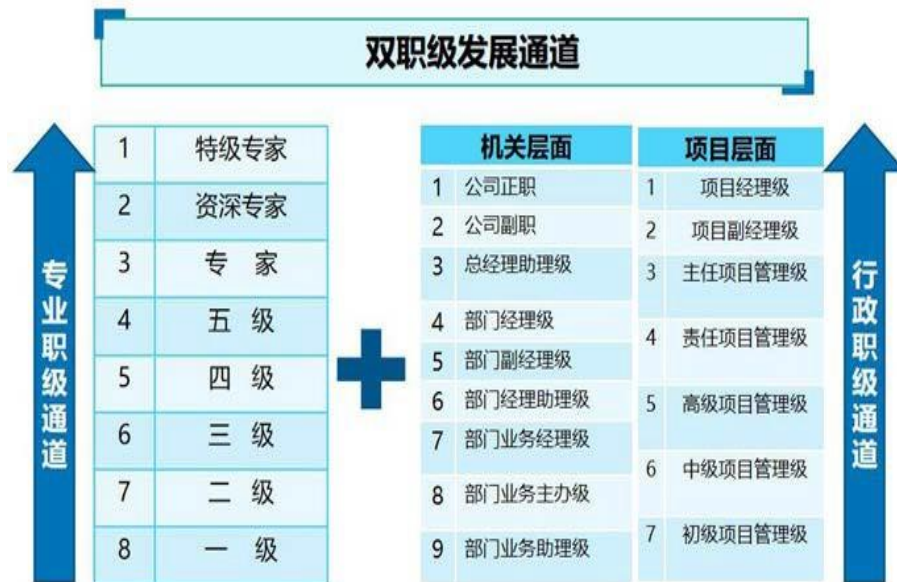 双职级发展通道
专业职级通道
1 特级专家
2 资深专家
3 专 家
4 五 级
5 四 级
6 三 级
7 二 级
8 一 级
机关层面
1 公司正职
2 公司副职
3 总经理助理级
4 部门经理级
5 部门副经理级
6 部门经理助理级
7 部门业务经理级
8 部门业务主办级
9 部门业务助理级
项目层面
1 项目经理级
2 项目副经理级
3 主任项目管理级
4 责任项目管理级
5 高级项目管理级
6 中级项目管理级
7 初级项目管理级
行政职级通道